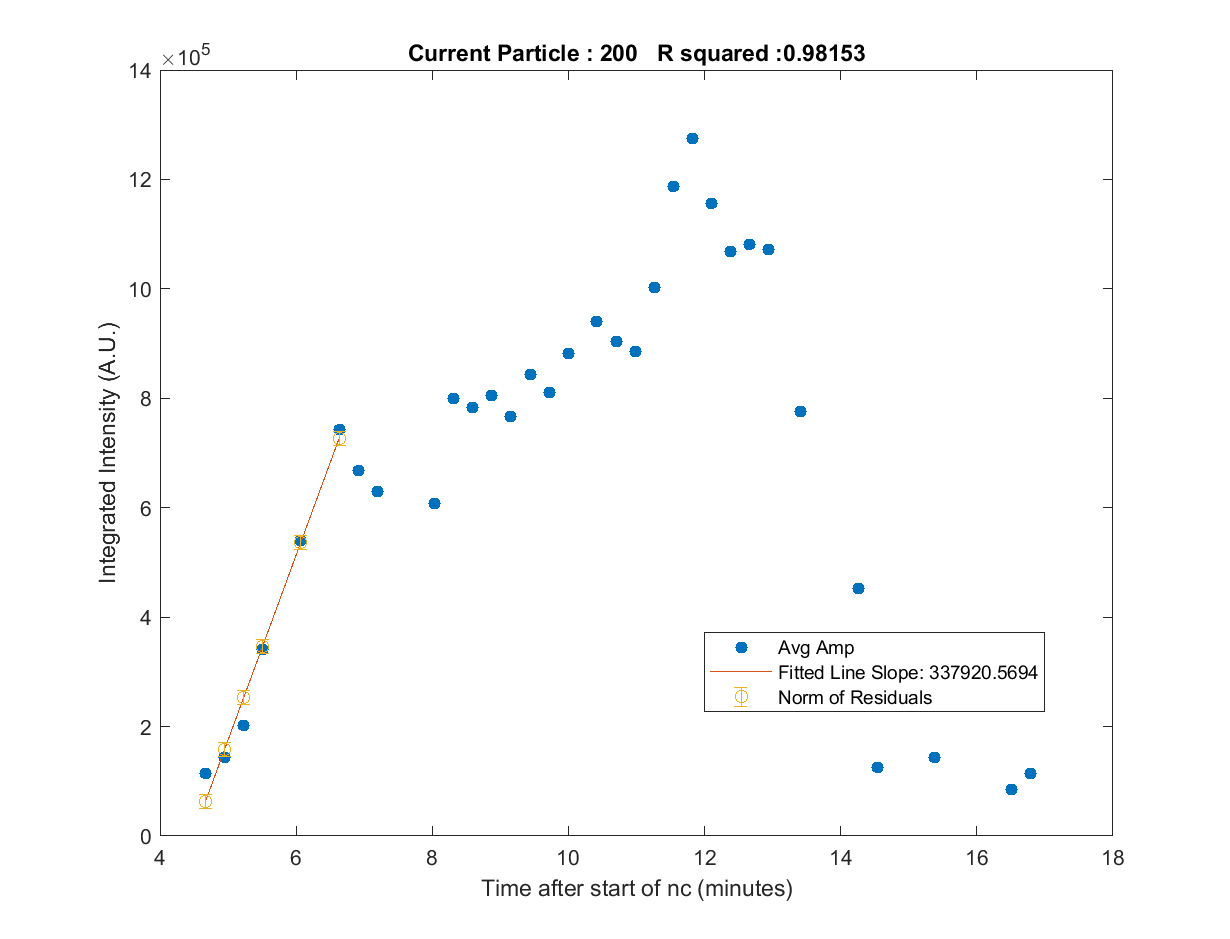 Current Particle : 200   R squared :0.98153
×10^5
14
12
10
8
6
4
2
0
Integrated Intensity (A.U.)
Avg Amp
Fitted Line Slope: 337920.5694
Norm of Residuals
4 6 8 10 12 14 16 18
Time after start of nc (minutes)